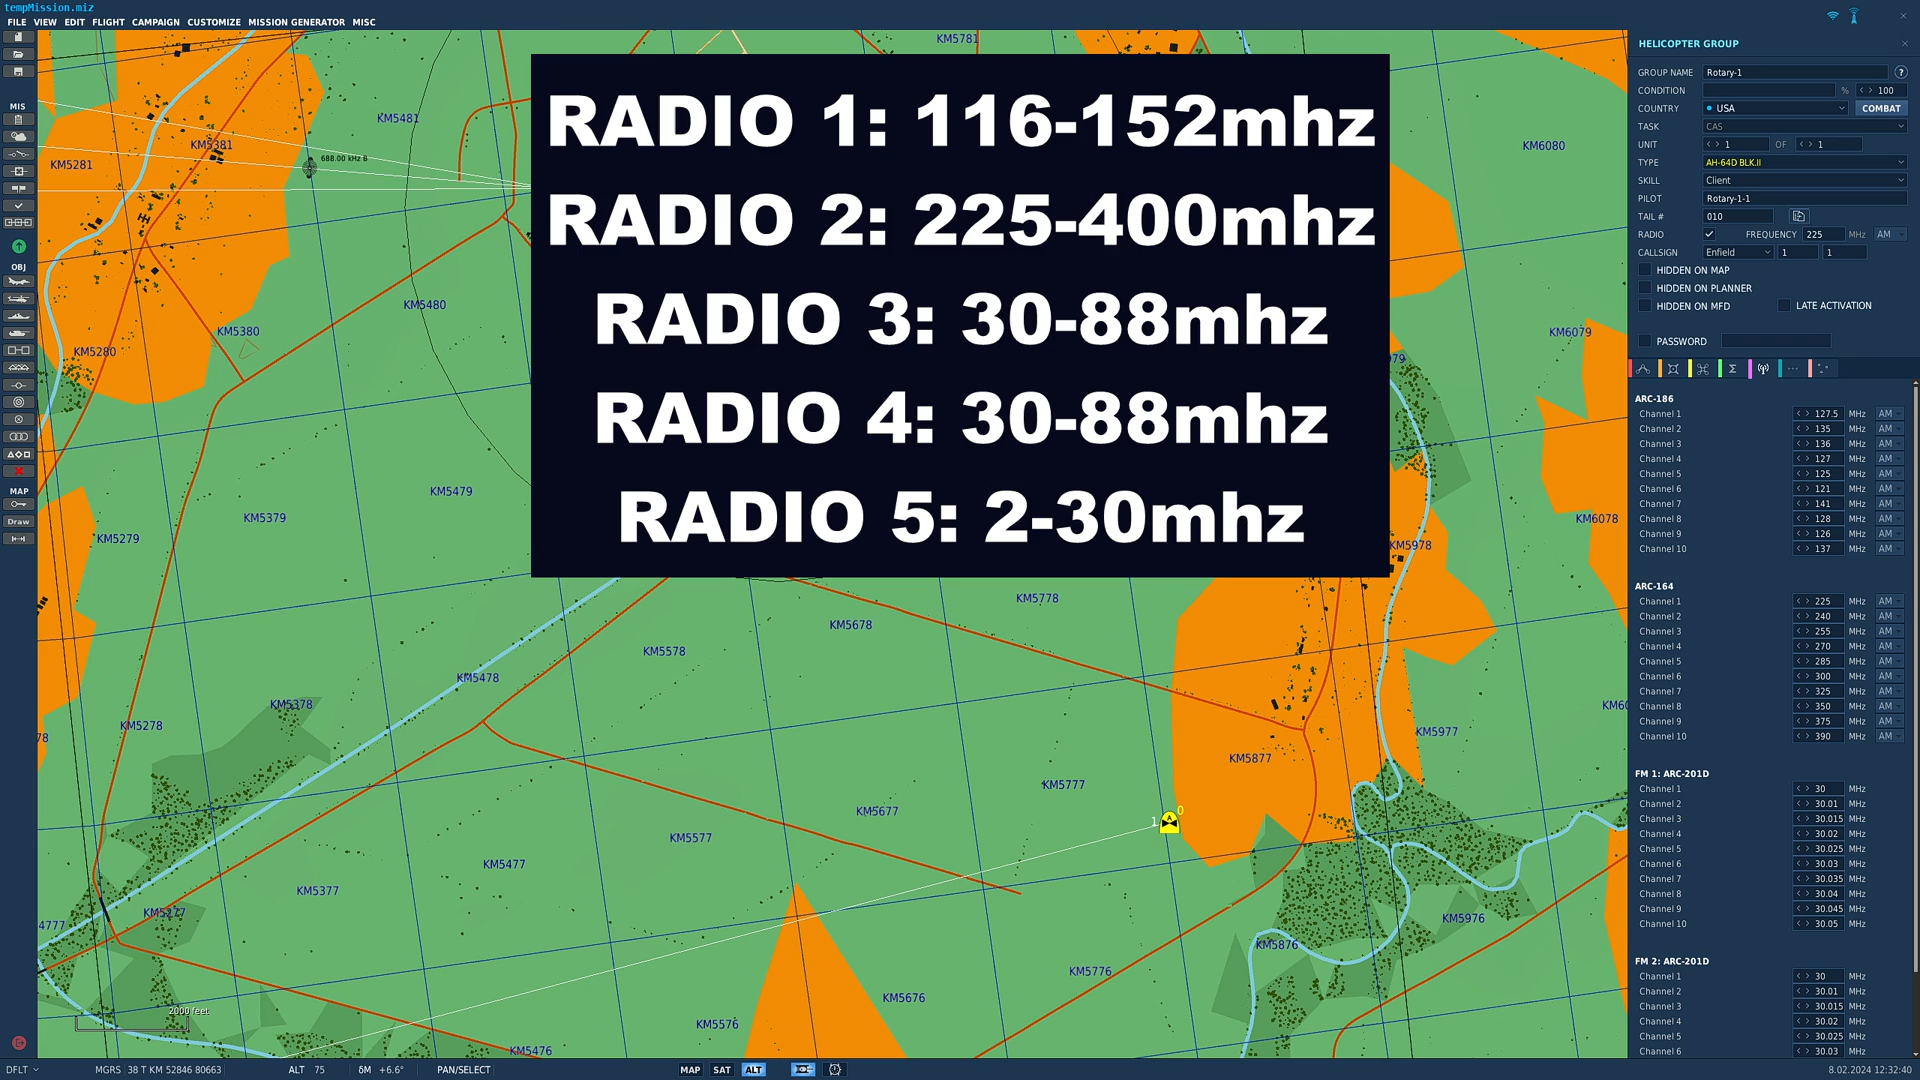 tempMission.miz
FILE VIEW EDIT FLIGHT CAMPAIGN CUSTOMIZE MISSION GENERATOR MISC
RADIO 1: 116-152mhz
RADIO 2: 225-400mhz
RADIO 3: 30-88mhz
RADIO 4: 30-88mhz
RADIO 5: 2-30mhz
MIS
OBJ
MAP
Draw
KM5781
KM5481
KM5381
688.00 kHz B
KM5281
KM6080
KM5480
KM5380
KM5280
KM6079
979
KM5479
KM5379
KM5279
KM6078
KM5978
KM5778
KM5678
KM5578
KM5478
KM5378
KM5278
78
KM60
KM5977
KM5877
KM5777
KM5677
KM5577
KM5477
KM5377
KM5277
4777
0
1
KM5976
KM5876
KM5776
KM5676
KM5576
KM5476
2000 feet
HELICOPTER GROUP
GROUP NAME Rotary-1 ?
CONDITION % < > 100
COUNTRY USA COMBAT
TASK CAS
UNIT < > 1 OF < > 1
TYPE AH-64D BLK.II
SKILL Client
PILOT Rotary-1-1
TAIL # 010
RADIO FREQUENCY 225 MHz AM
CALLSIGN Enfield 1 1
HIDDEN ON MAP
HIDDEN ON PLANNER
HIDDEN ON MFD LATE ACTIVATION
PASSWORD
ARC-186
Channel 1 < > 127.5 MHz AM
Channel 2 < > 135 MHz AM
Channel 3 < > 136 MHz AM
Channel 4 < > 127 MHz AM
Channel 5 < > 125 MHz AM
Channel 6 < > 121 MHz AM
Channel 7 < > 141 MHz AM
Channel 8 < > 128 MHz AM
Channel 9 < > 126 MHz AM
Channel 10 < > 137 MHz AM
ARC-164
Channel 1 < > 225 MHz AM
Channel 2 < > 240 MHz AM
Channel 3 < > 255 MHz AM
Channel 4 < > 270 MHz AM
Channel 5 < > 285 MHz AM
Channel 6 < > 300 MHz AM
Channel 7 < > 325 MHz AM
Channel 8 < > 350 MHz AM
Channel 9 < > 375 MHz AM
Channel 10 < > 390 MHz AM
FM 1: ARC-201D
Channel 1 < > 30 MHz
Channel 2 < > 30.01 MHz
Channel 3 < > 30.015 MHz
Channel 4 < > 30.02 MHz
Channel 5 < > 30.025 MHz
Channel 6 < > 30.03 MHz
Channel 7 < > 30.035 MHz
Channel 8 < > 30.04 MHz
Channel 9 < > 30.045 MHz
Channel 10 < > 30.05 MHz
FM 2: ARC-201D
Channel 1 < > 30 MHz
Channel 2 < > 30.01 MHz
Channel 3 < > 30.015 MHz
Channel 4 < > 30.02 MHz
Channel 5 < > 30.025 MHz
Channel 6 < > 30.03 MHz
DFLT MGRS 38 T KM 52846 80663 ALT 75 δM +6.6° PAN/SELECT MAP SAT ALT 8.02.2024 12:32:40